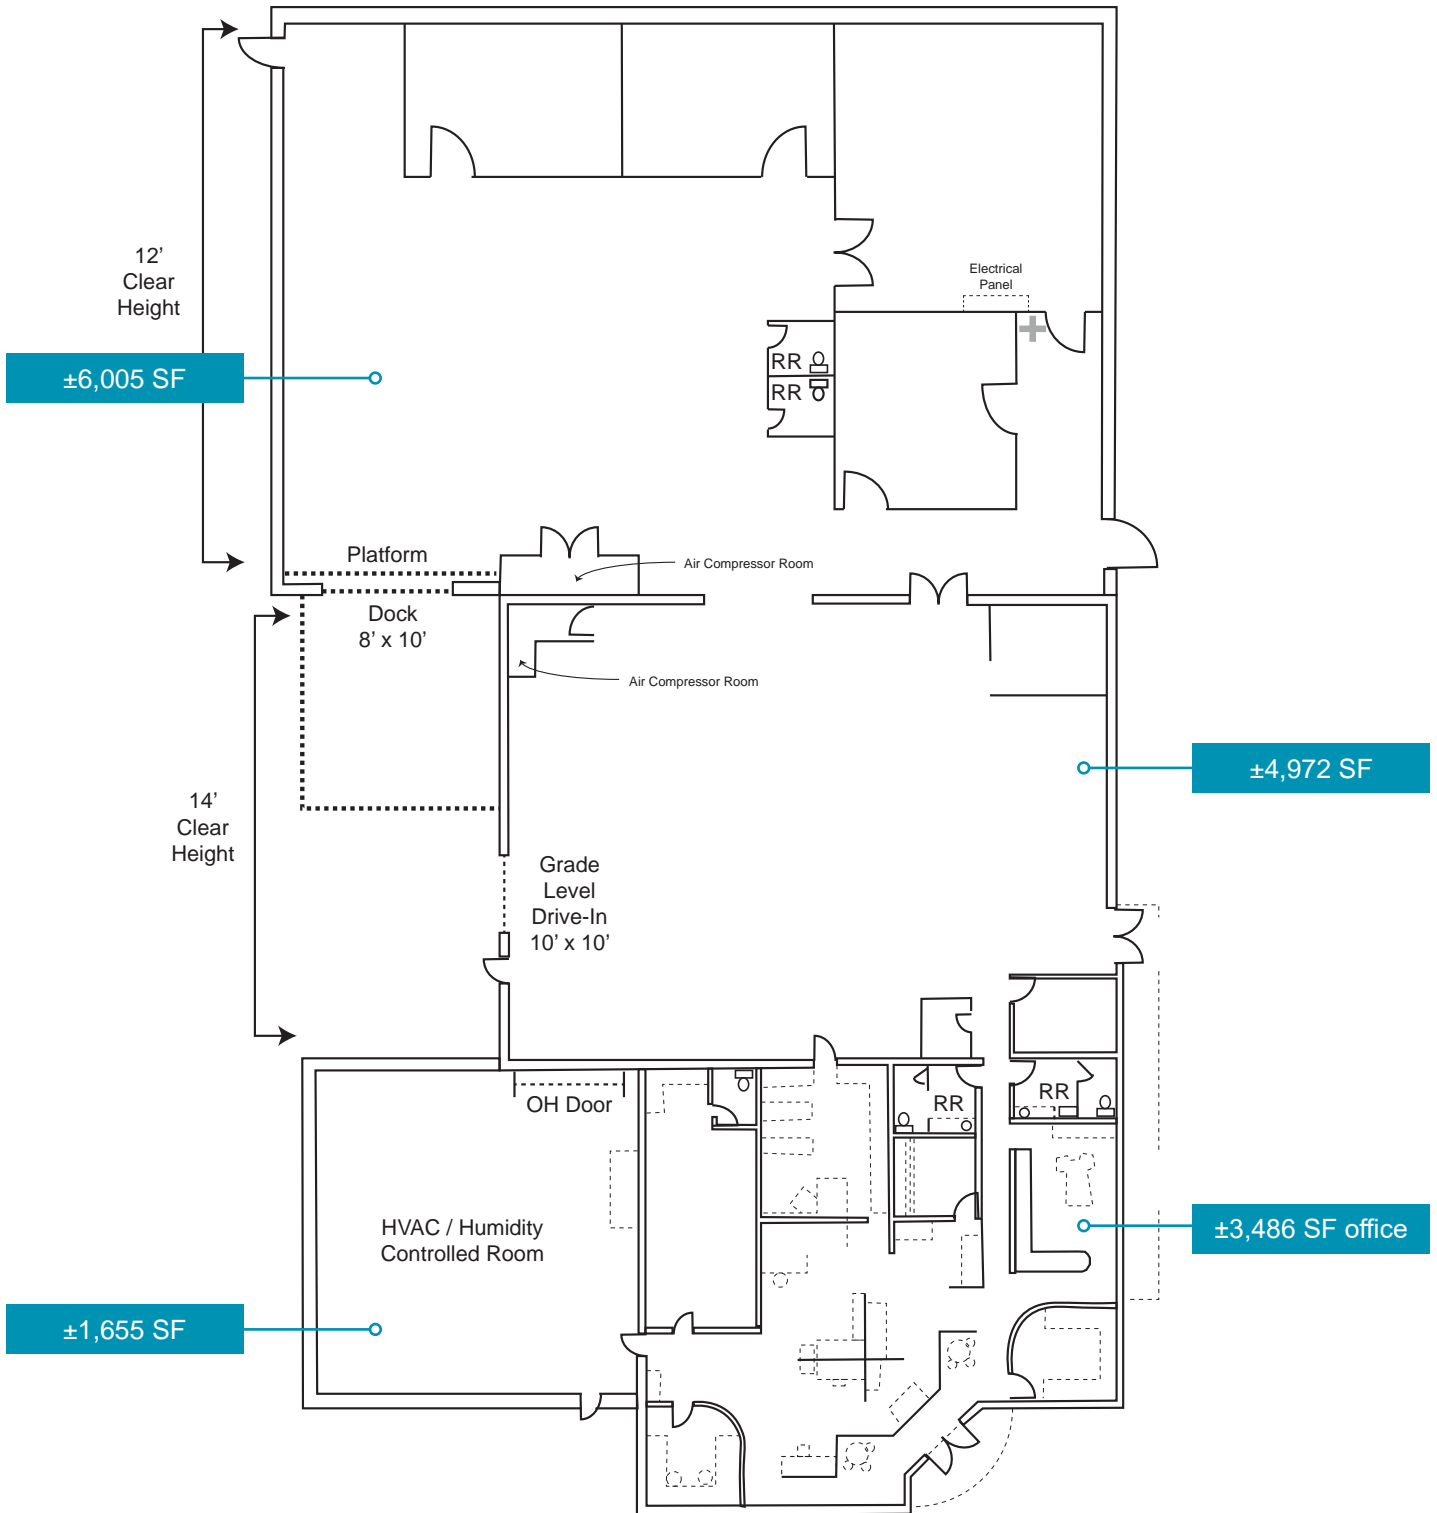 12’
Clear
Height
Electrical
Panel
±6,005 SF
RR
RR
Platform
Air Compressor Room
Dock
8’ x 10’
Air Compressor Room
±4,972 SF
14’
Clear
Height
Grade
Level
Drive-In
10’ x 10’
OH Door
RR
RR
HVAC / Humidity
Controlled Room
±3,486 SF office
±1,655 SF